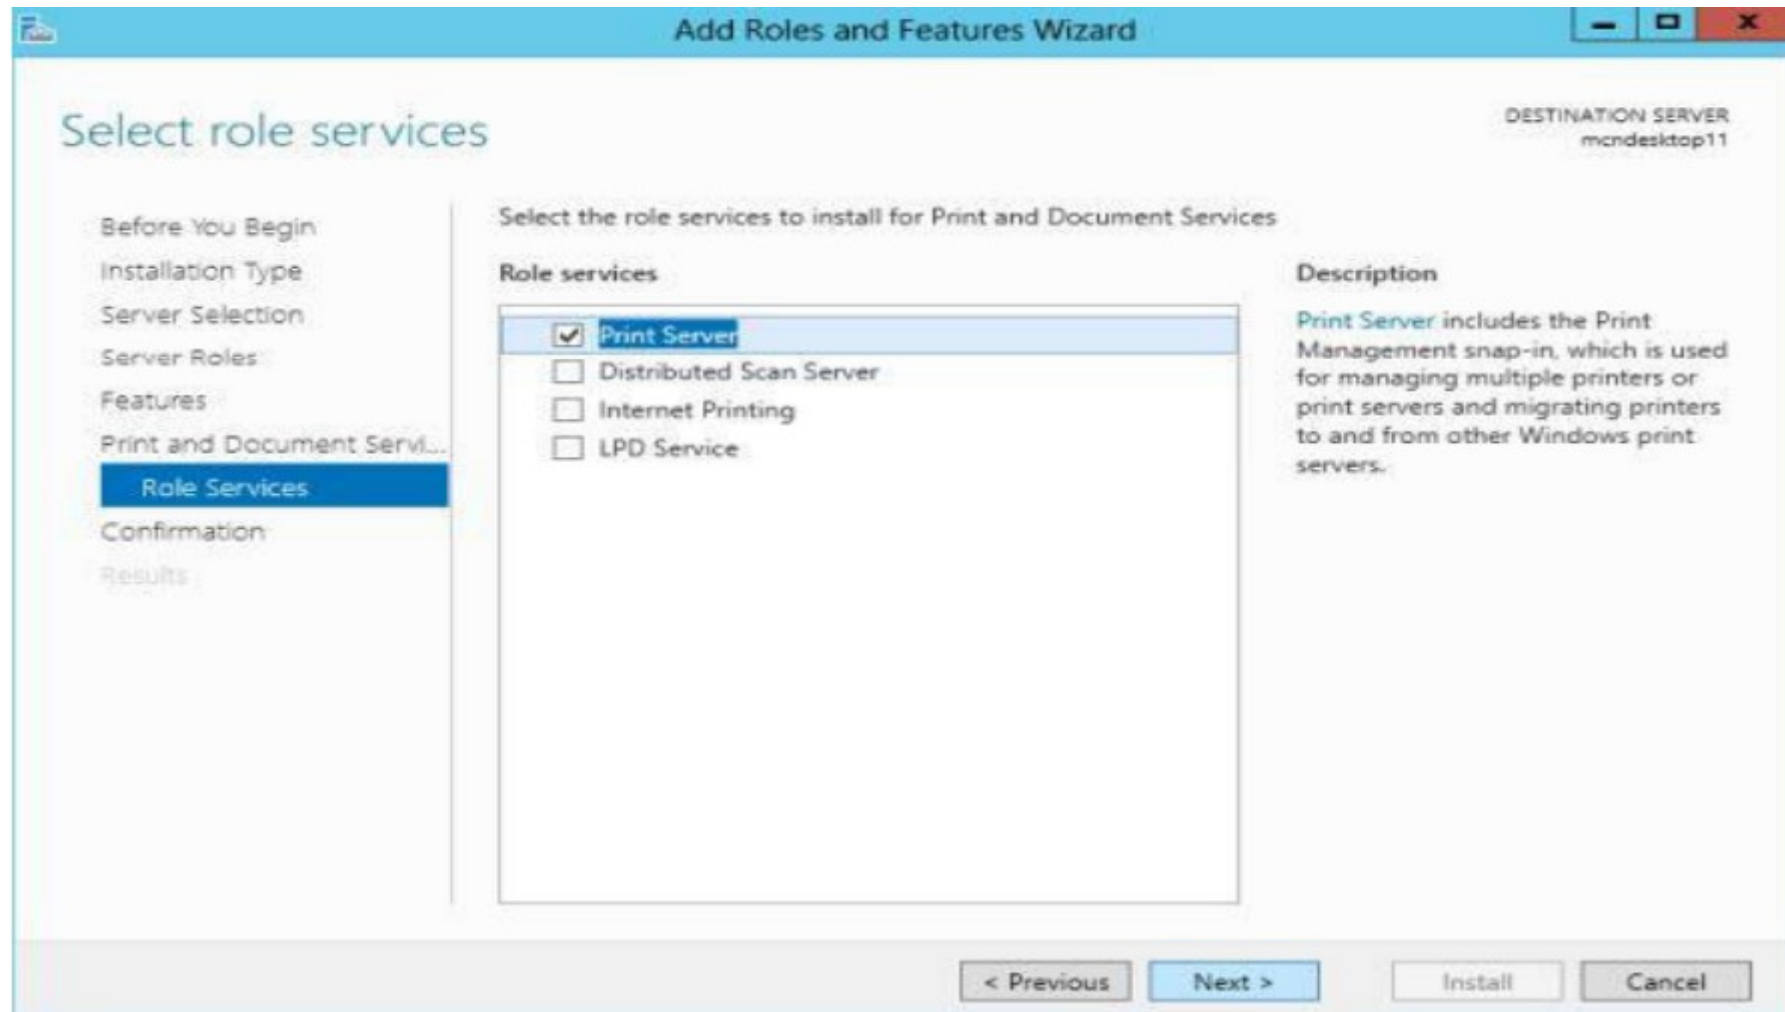 Add Roles and Features Wizard
Select role services
DESTINATION SERVER
mcndesktop11
Before You Begin
Installation Type
Server Selection
Server Roles
Features
Print and Document Servi...
Role Services
Confirmation
Results
Select the role services to install for Print and Document Services
Role services
Print Server
Distributed Scan Server
Internet Printing
LPD Service
Description
Print Server includes the Print
Management snap-in, which is used
for managing multiple printers or
print servers and migrating printers
to and from other Windows print
servers.
< Previous
Next >
Install
Cancel